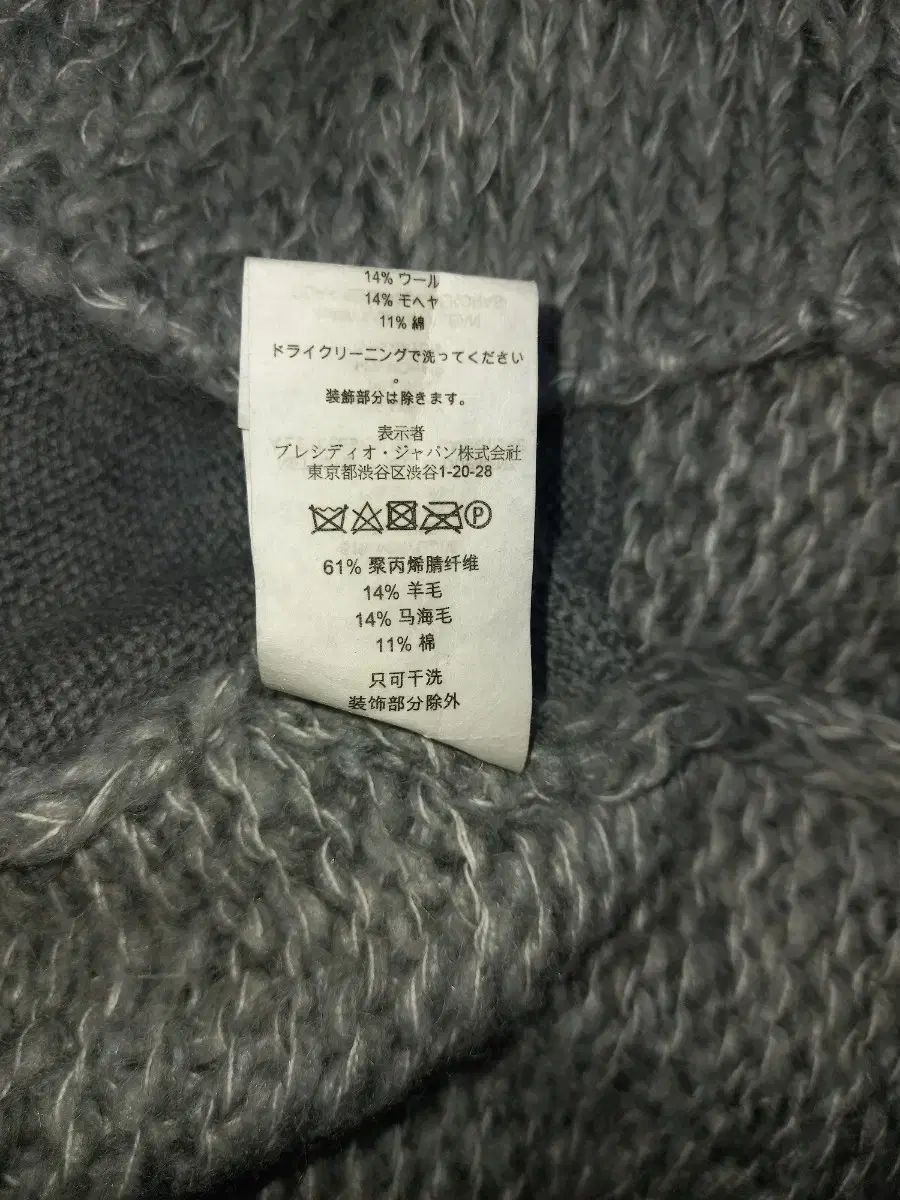 14% ウール
14% モヘヤ
11% 綿
ドライクリーニングで洗ってください
。
装飾部分は除きます。
表示者
プレシディオ・ジャパン株式会社
東京都渋谷区渋谷1-20-28
P
61% 聚丙烯腈纤维
14% 羊毛
14% 马海毛
11% 棉
只可干洗
装饰部分除外